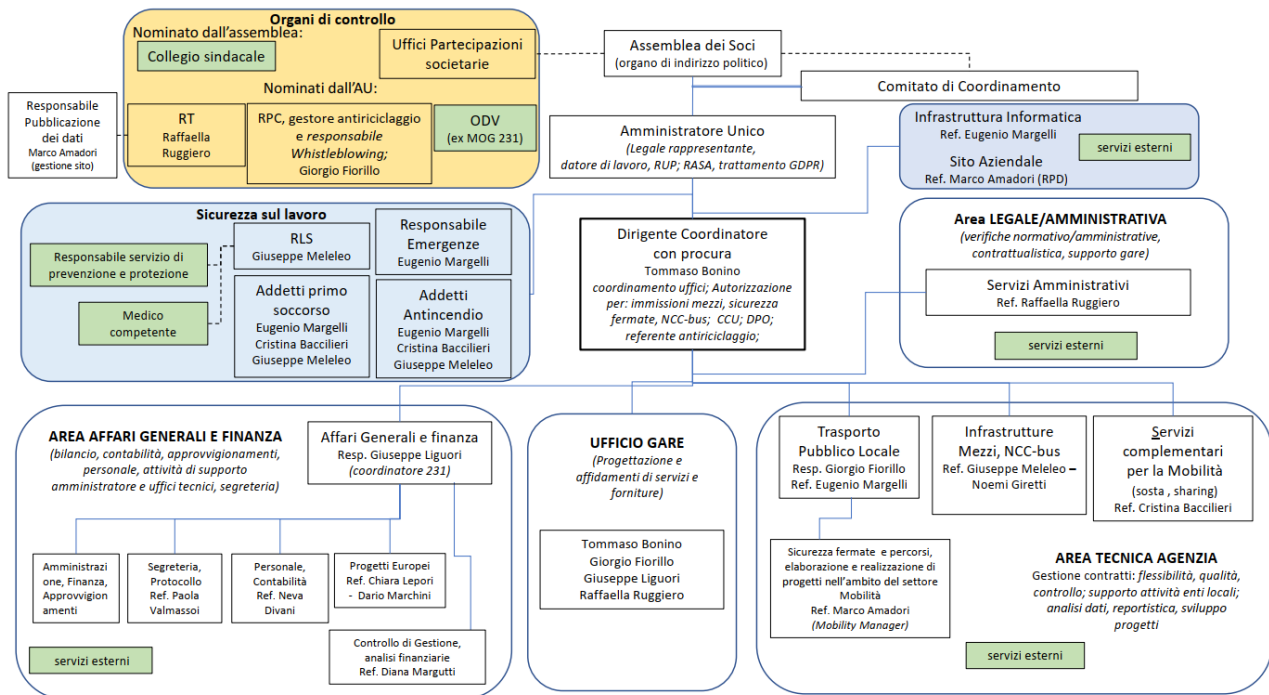 Organi di controllo
Nominato dall'assemblea:
Collegio sindacale
Uffici Partecipazioni
societarie
Nominati dall'AU:
Responsabile
Pubblicazione
dei dati
Marco Amadori
(gestione sito)
RT
Raffaella
Ruggiero
RPC, gestore antiriciclaggio
e responsabile
Whistleblowing;
Giorgio Fiorillo
ODV
(ex MOG 231)
Assemblea dei Soci
(organo di indirizzo politico)
Comitato di Coordinamento
Amministratore Unico
(Legale rappresentante,
datore di lavoro, RUP; RASA, trattamento GDPR)
Infrastruttura Informatica
Ref. Eugenio Margelli
Sito Aziendale
Ref. Marco Amadori (RPD)
servizi esterni
Sicurezza sul lavoro
Responsabile servizio di
prevenzione e protezione
Medico
competente
RLS
Giuseppe Meleleo
Responsabile
Emergenze
Eugenio Margelli
Addetti primo
soccorso
Eugenio Margelli
Cristina Baccilieri
Giuseppe Meleleo
Addetti
Antincendio
Eugenio Margelli
Cristina Baccilieri
Giuseppe Meleleo
Dirigente Coordinatore
con procura
Tommaso Bonino
coordinamento uffici; Autorizzazione
per: immissioni mezzi, sicurezza
fermate, NCC-bus; CCU; DPO;
referente antiriciclaggio;
Area LEGALE/AMMINISTRATIVA
(verifiche normativo/amministrative,
contrattualistica, supporto gare)
Servizi Amministrativi
Ref. Raffaella Ruggiero
servizi esterni
AREA AFFARI GENERALI E FINANZA
(bilancio, contabilità, approvvigionamenti,
personale, attività di supporto
amministratore e uffici tecnici, segreteria)
Affari Generali e finanza
Resp. Giuseppe Liguori
(coordinatore 231)
Amministrazi
one, Finanza,
Approvvigion
amenti
Segreteria,
Protocollo
Ref. Paola
Valmassoi
Personale,
Contabilità
Ref. Neva
Divani
Progetti Europei
Ref. Chiara Lepori
- Dario Marchini
Controllo di Gestione,
analisi finanziarie
Ref. Diana Margutti
servizi esterni
UFFICIO GARE
(Progettazione e
affidamenti di servizi e
forniture)
Tommaso Bonino
Giorgio Fiorillo
Giuseppe Liguori
Raffaella Ruggiero
Trasporto
Pubblico Locale
Resp. Giorgio Fiorillo
Ref. Eugenio Margelli
Infrastrutture
Mezzi, NCC-bus
Ref. Giuseppe Meleleo –
Noemi Giretti
Servizi
complementari
per la Mobilità
(sosta , sharing)
Ref. Cristina Baccilieri
Sicurezza fermate e percorsi,
elaborazione e realizzazione di
progetti nell'ambito del settore
Mobilità
Ref. Marco Amadori
(Mobility Manager)
AREA TECNICA AGENZIA
Gestione contratti: flessibilità, qualità,
controllo; supporto attività enti locali;
analisi dati, reportistica, sviluppo
progetti
servizi esterni